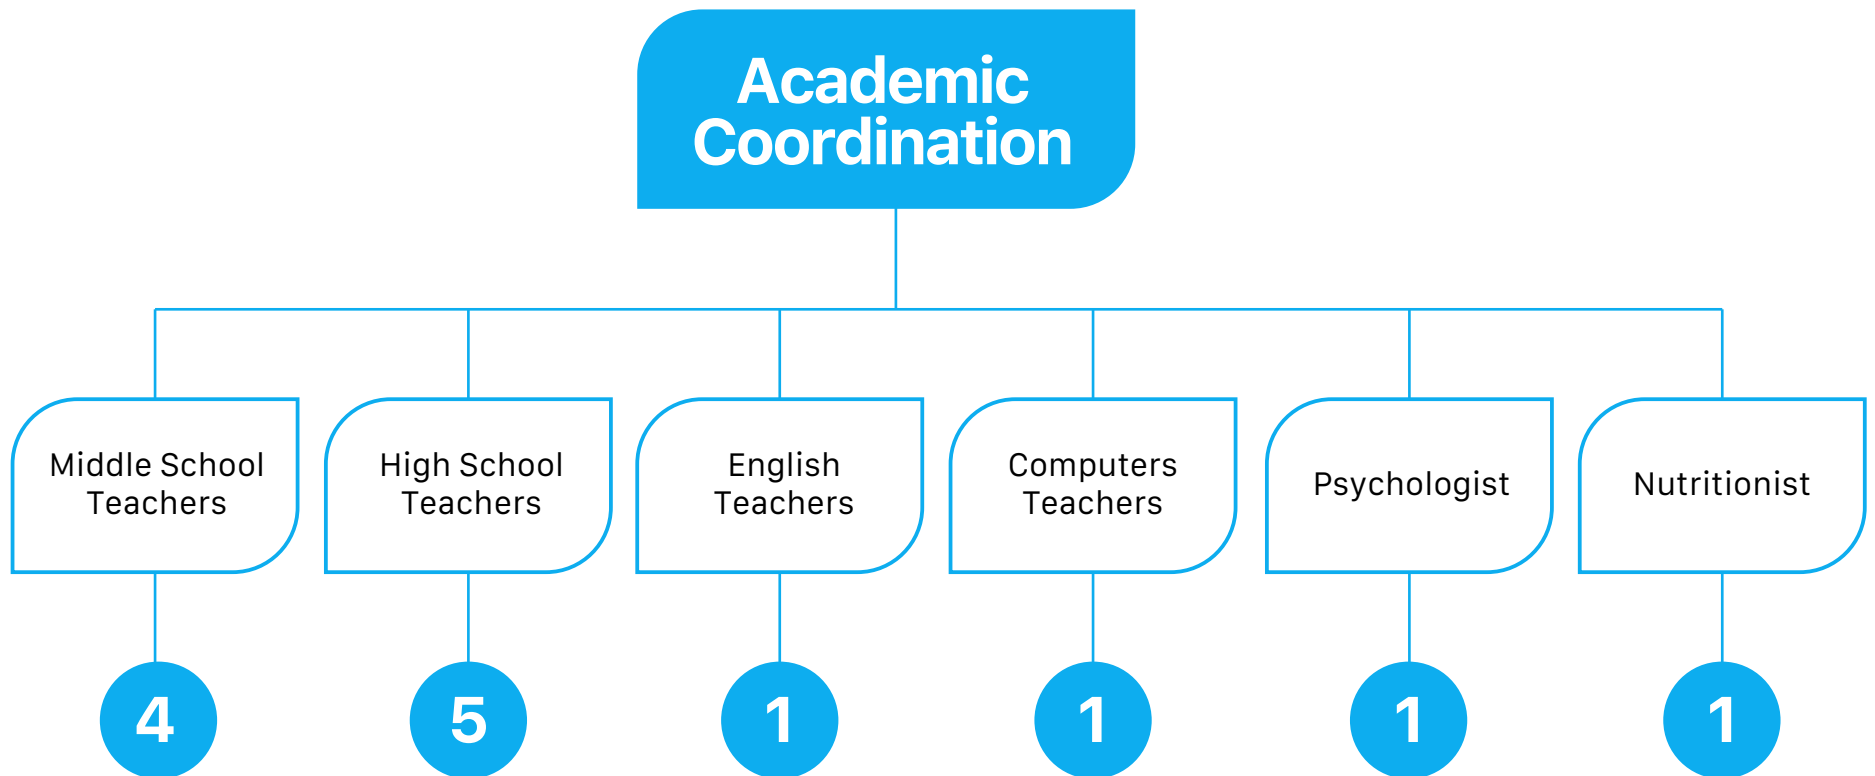 Academic
Coordination
Middle School
Teachers
High School
Teachers
English
Teachers
Computers
Teachers
Psychologist
Nutritionist
4
5
1
1
1
1